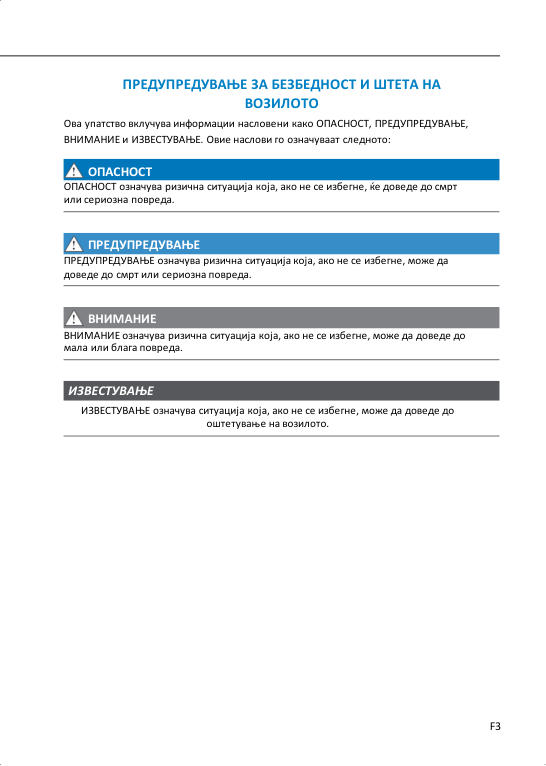 ПРЕДУПРЕДУВАЊЕ ЗА БЕЗБЕДНОСТ И ШТЕТА НА
ВОЗИЛОТО
Ова упатство вклучува информации насловени како ОПАСНОСТ, ПРЕДУПРЕДУВАЊЕ,
ВНИМАНИЕ и ИЗВЕСТУВАЊЕ. Овие наслови го означуваат следното:
ОПАСНОСТ
ОПАСНОСТ означува ризична ситуација која, ако не се избегне, ќе доведе до смрт
или сериозна повреда.
ПРЕДУПРЕДУВАЊЕ
ПРЕДУПРЕДУВАЊЕ означува ризична ситуација која, ако не се избегне, може да
доведе до смрт или сериозна повреда.
ВНИМАНИЕ
ВНИМАНИЕ означува ризична ситуација која, ако не се избегне, може да доведе до
мала или блага повреда.
ИЗВЕСТУВАЊЕ
ИЗВЕСТУВАЊЕ означува ситуација која, ако не се избегне, може да доведе до
оштетување на возилото.
F3